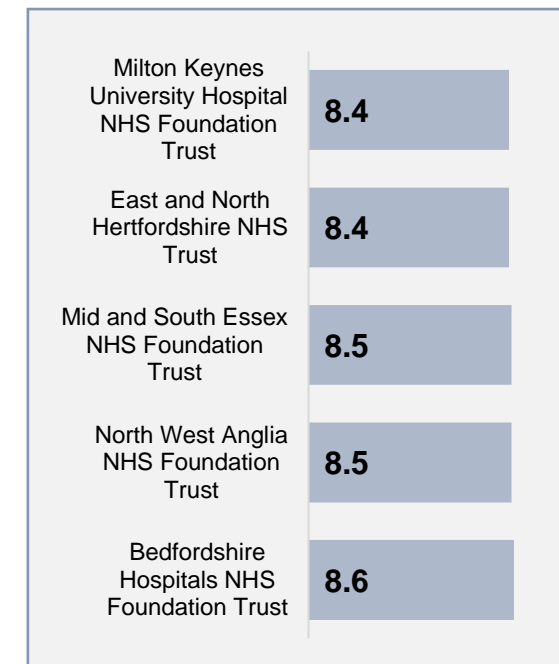 Milton Keynes
University Hospital
NHS Foundation
Trust
8.4
East and North
Hertfordshire NHS
Trust
8.4
Mid and South Essex
NHS Foundation
Trust
8.5
North West Anglia
NHS Foundation
Trust
8.5
Bedfordshire
Hospitals NHS
Foundation Trust
8.6